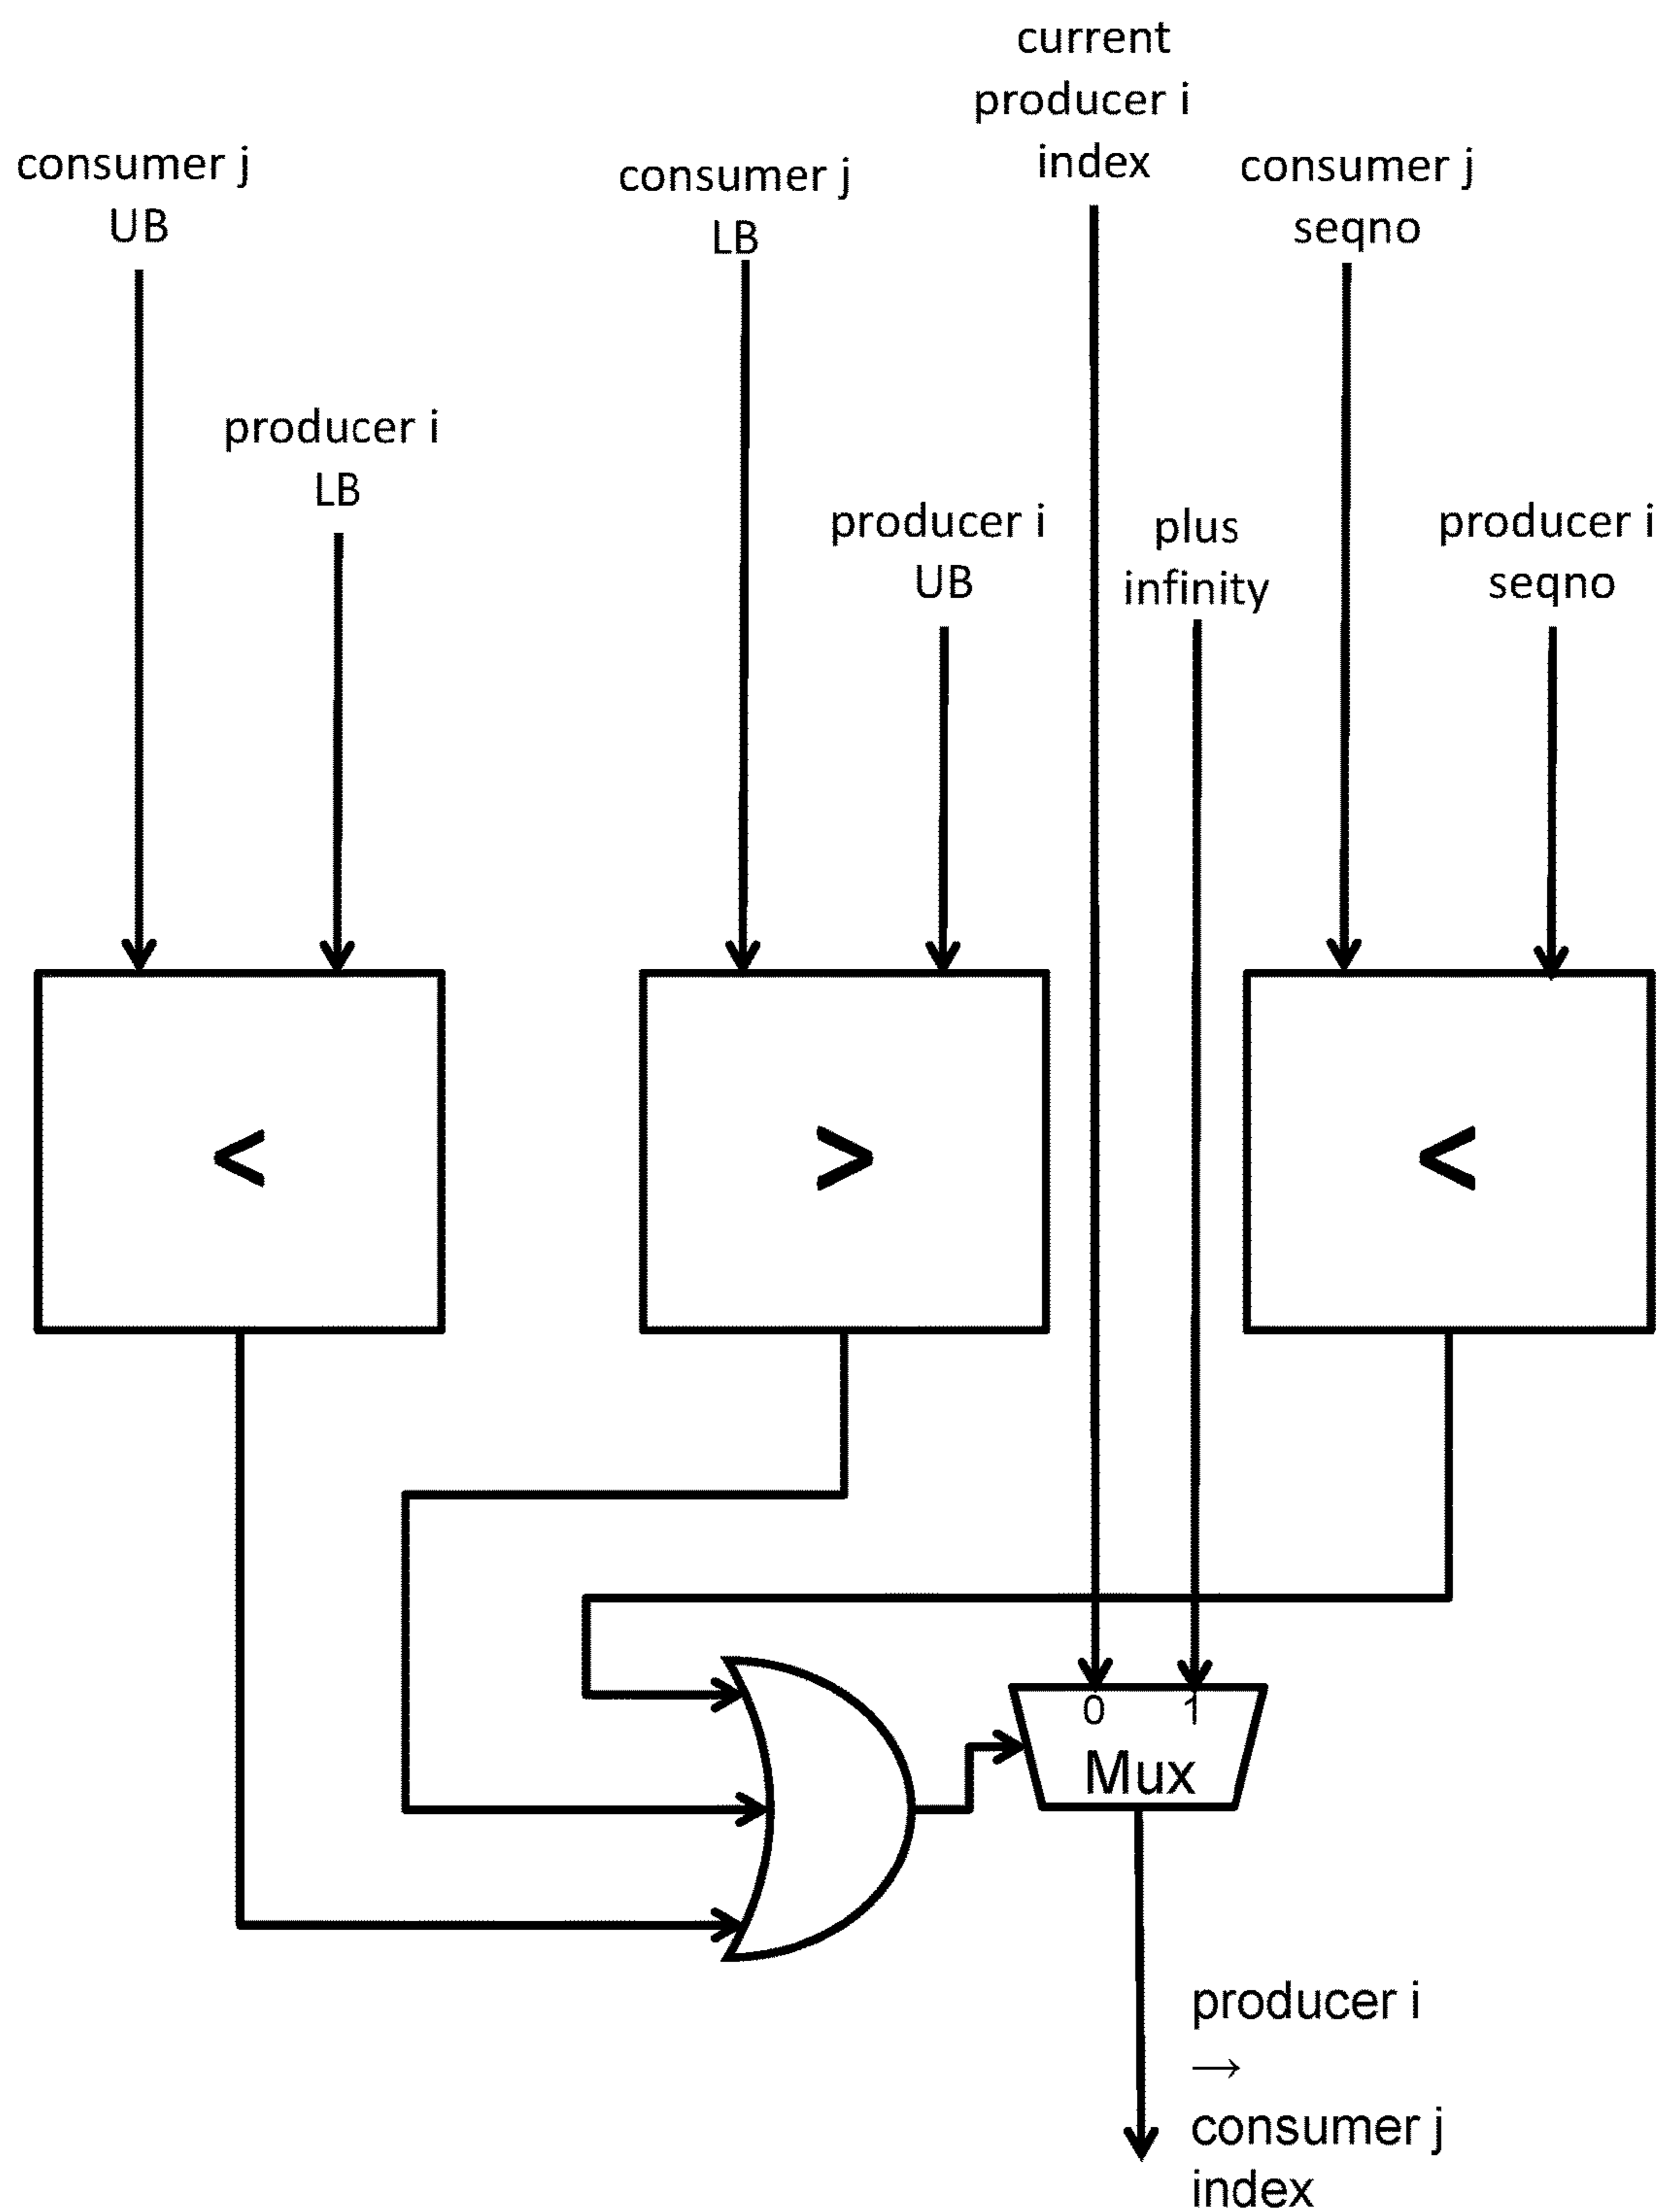 current
producer i
index
consumer j
UB
consumer j
LB
consumer j
seqno
producer i
LB
producer i
UB
plus
infinity
producer i
seqno
<
>
<
0 1
Mux
producer i
→
consumer j
index